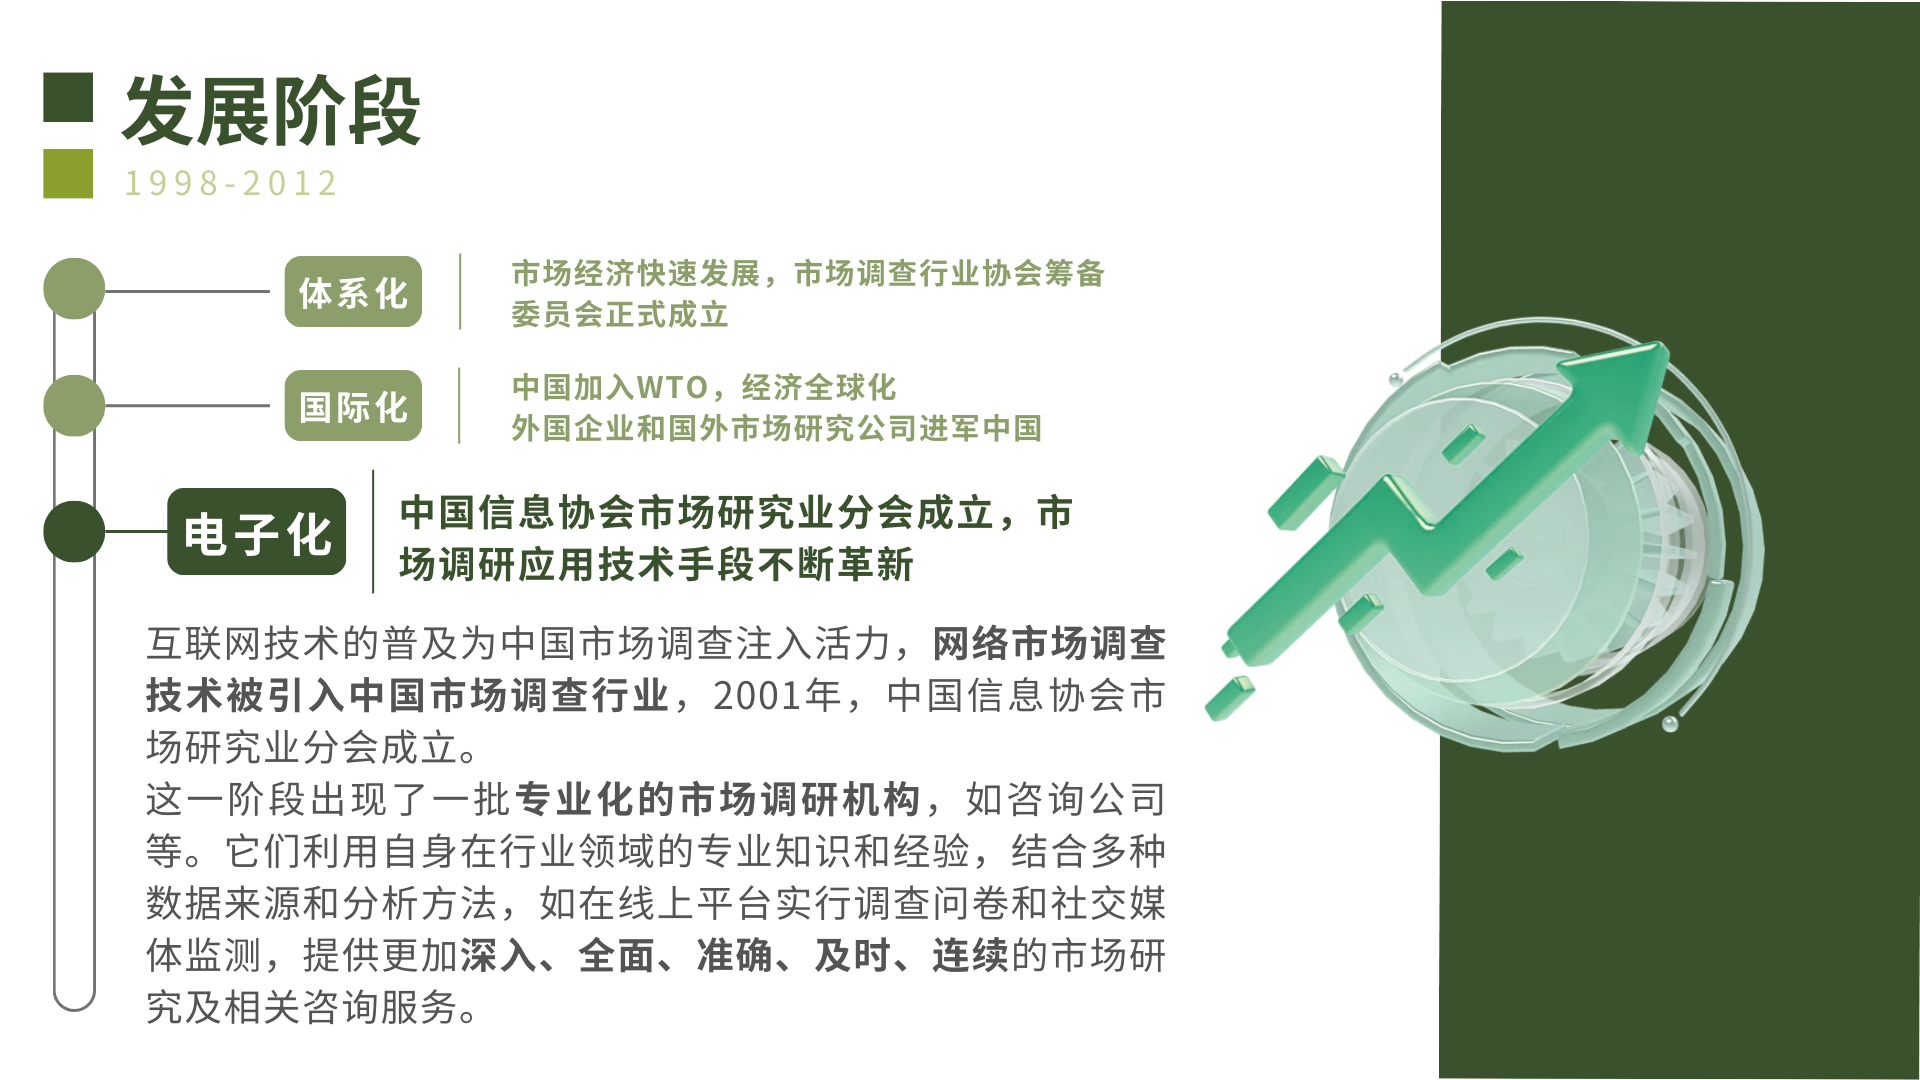 发展阶段
1998-2012
体系化
市场经济快速发展，市场调查行业协会筹备
委员会正式成立
国际化
中国加入WTO，经济全球化
外国企业和国外市场研究公司进军中国
电子化
中国信息协会市场研究业分会成立，市
场调研应用技术手段不断革新
互联网技术的普及为中国市场调查注入活力，网络市场调查
技术被引入中国市场调查行业，2001年，中国信息协会市
场研究业分会成立。
这一阶段出现了一批专业化的市场调研机构，如咨询公司
等。它们利用自身在行业领域的专业知识和经验，结合多种
数据来源和分析方法，如在线上平台实行调查问卷和社交媒
体监测，提供更加深入、全面、准确、及时、连续的市场研
究及相关咨询服务。